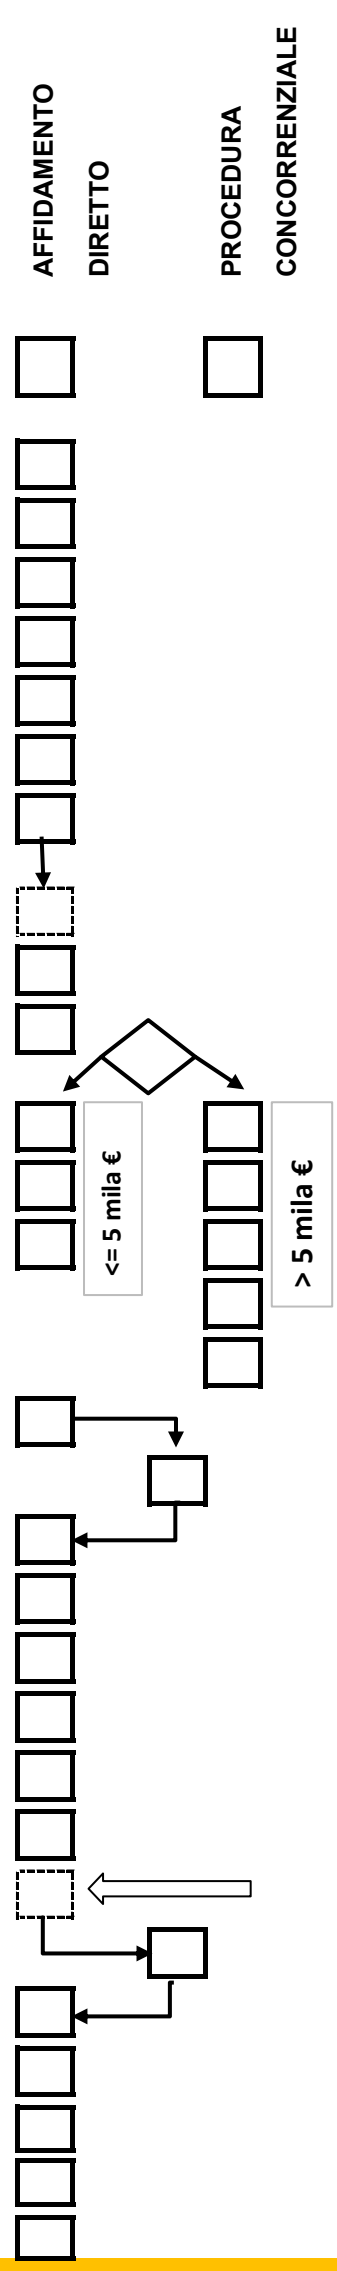 AFFIDAMENTO
DIRETTO
PROCEDURA
CONCORRENZIALE
<= 5 mila €
> 5 mila €